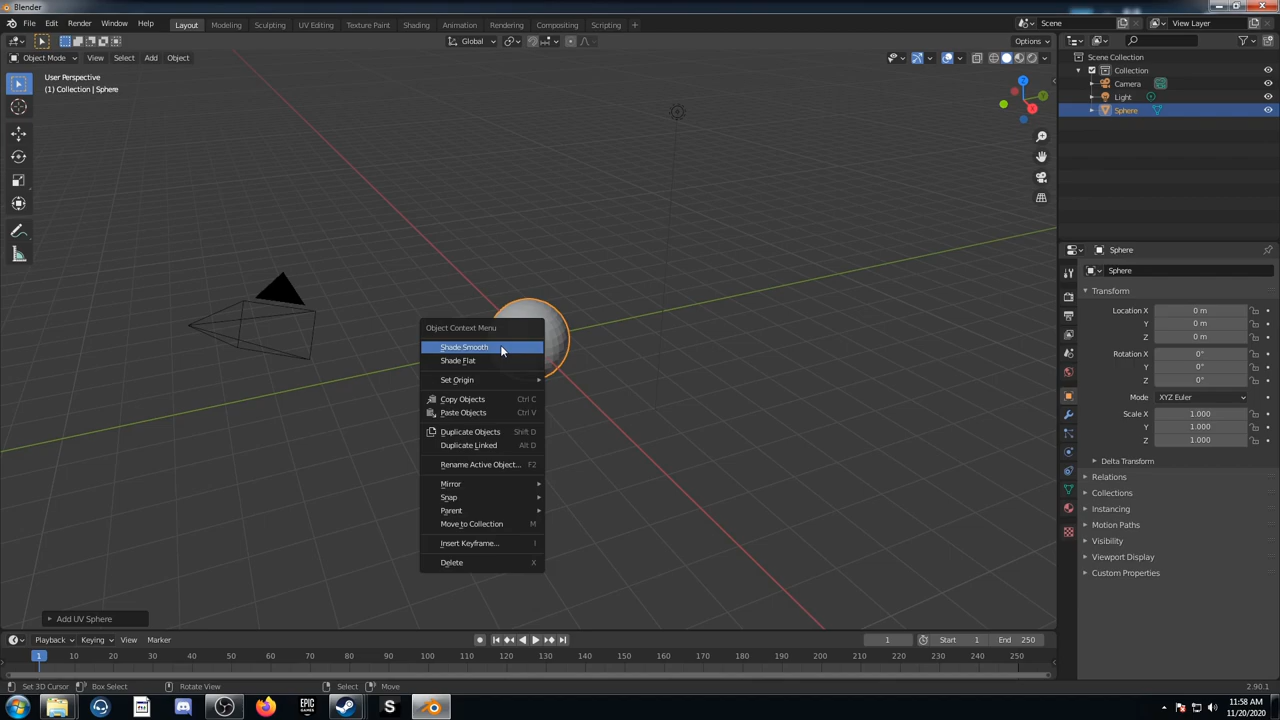 Blender
File Edit Window Help
Layout Modeling Sculpting UV Editing Texture Paint Shading Animation Rendering Compositing Scripting +
Scene
View Layer
Global
Options
Object Mode View Select Add Object
User Perspective
(1) Collection | Sphere
Z
Y
X
Object Context Menu
Shade Smooth
Shade Flat
Set Origin
Copy Objects Ctrl C
Paste Objects Ctrl V
Duplicate Objects Shift D
Duplicate Linked Alt D
Rename Active Object... F2
Mirror
Snap
Parent
Move to Collection M
Insert Keyframe... I
Delete X
Add UV Sphere
Scene Collection
Collection
Camera
Light
Sphere
Sphere
Sphere
Transform
Location X 0 m
Y 0 m
Z 0 m
Rotation X 0°
Y 0°
Z 0°
Mode XYZ Euler
Scale X 1.000
Y 1.000
Z 1.000
Delta Transform
Relations
Collections
Instancing
Motion Paths
Visibility
Viewport Display
Custom Properties
Playback Keying View Marker
1 Start 1 End 250
1 10 20 30 40 50 60 70 80 90 100 110 120 130 140 150 160 170 180 190 200 210 220 230 240 250
Set 3D Cursor Box Select Rotate View Select Move 2.90.1
EPIC GAMES
S
11:58 AM
11/20/2020